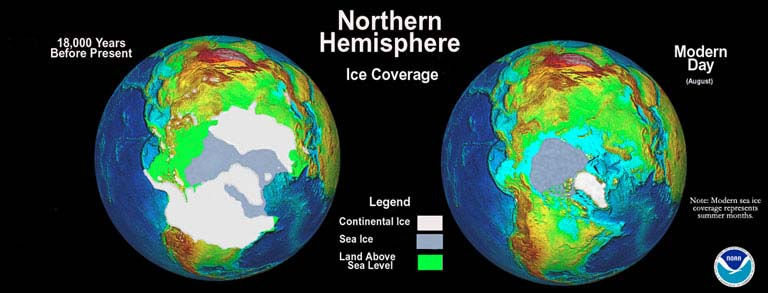 Northern
Hemisphere
Ice Coverage
18,000 Years
Before Present
Modern
Day
(August)
Legend
Continental Ice
Sea Ice
Land Above
Sea Level
Note: Modern sea ice
coverage represents
summer months.
NOAA